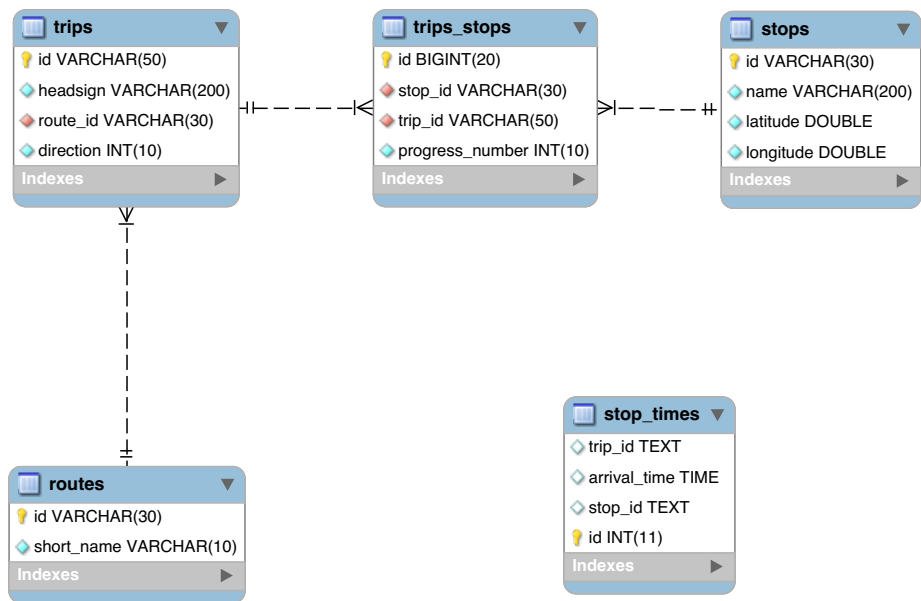 trips
id VARCHAR(50)
headsign VARCHAR(200)
route_id VARCHAR(30)
direction INT(10)
Indexes
trips_stops
id BIGINT(20)
stop_id VARCHAR(30)
trip_id VARCHAR(50)
progress_number INT(10)
Indexes
stops
id VARCHAR(30)
name VARCHAR(200)
latitude DOUBLE
longitude DOUBLE
Indexes
routes
id VARCHAR(30)
short_name VARCHAR(10)
Indexes
stop_times
trip_id TEXT
arrival_time TIME
stop_id TEXT
id INT(11)
Indexes